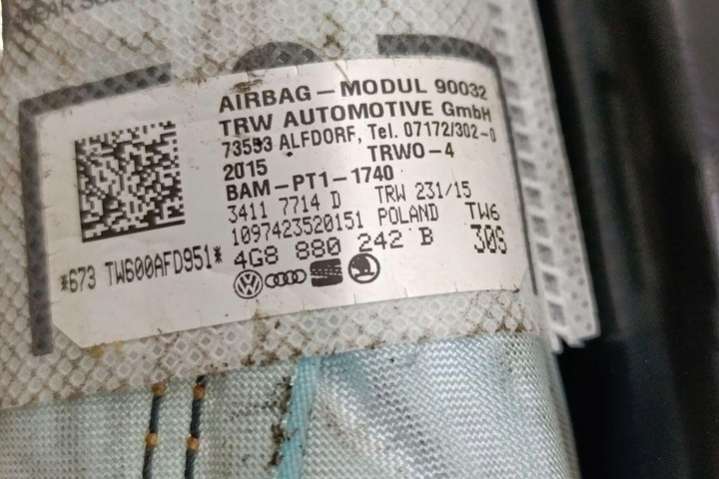 AIRBAG-MODUL 90032
TRW AUTOMOTIVE GmbH
73553 ALFDORF, Tel. 07172/302-0
2015 TRWO-4
BAM-PT1-1740
3411 7714 D TRW 231/15
1097423520151 POLAND TW6
*673 TW600AFD951* 4G8 880 242 B 30S